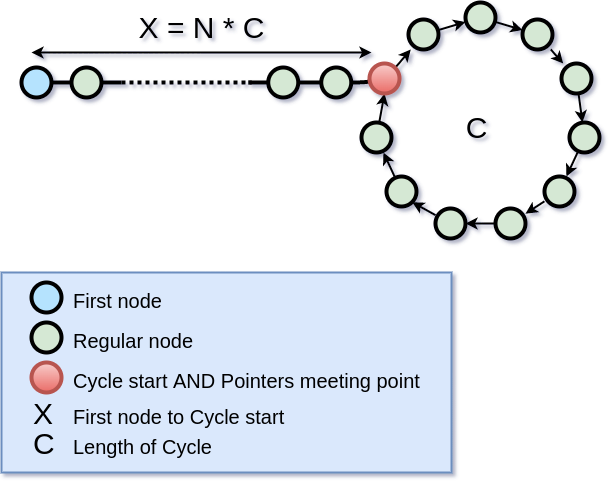 X = N * C
C
First node
Regular node
Cycle start AND Pointers meeting point
X First node to Cycle start
C Length of Cycle